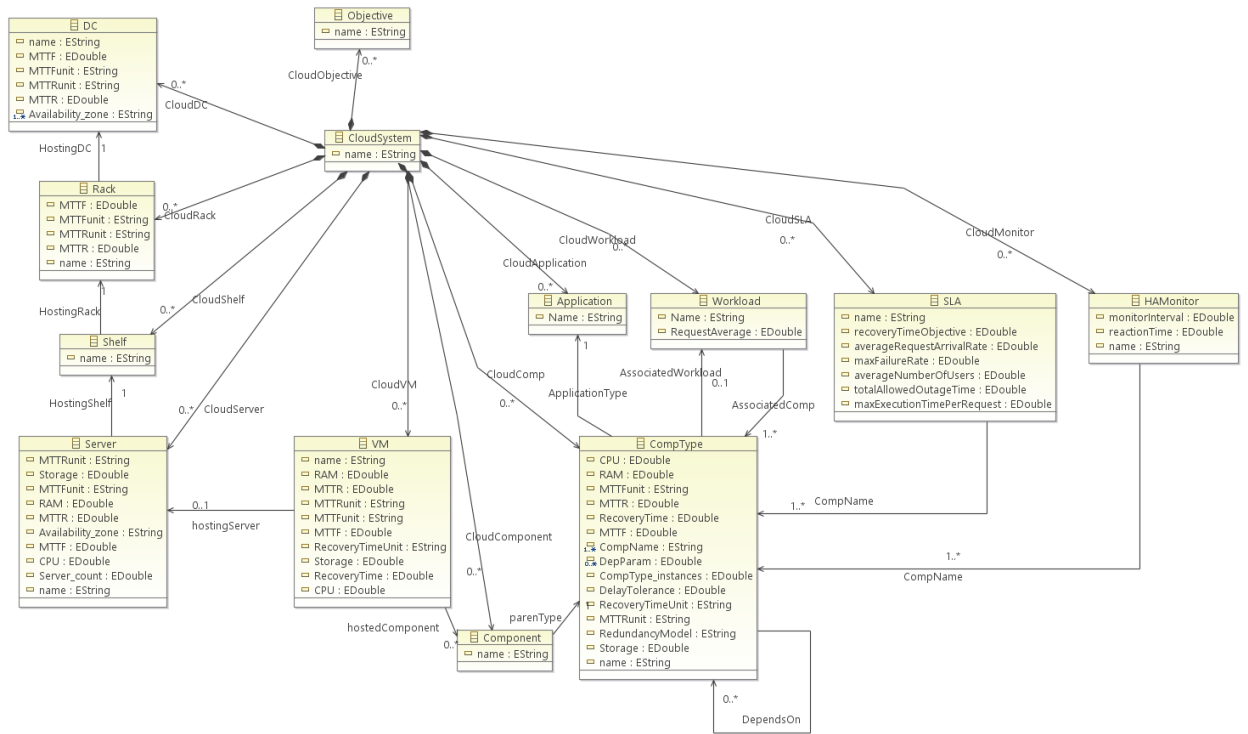 Objective
name : EString
DC
name : EString
MTTF : EDouble
MTTFunit : EString
MTTRunit : EString
MTTR : EDouble
1..*
Availability_zone : EString
0..*
CloudObjective
0..*
CloudDC
CloudSystem
name : EString
HostingDC
1
Rack
MTTF : EDouble
MTTFunit : EString
MTTRunit : EString
MTTR : EDouble
name : EString
0..*
CloudRack
CloudSLA
0..*
CloudMonitor
0..*
CloudWorkload
0..*
CloudApplication
0..*
HostingRack
1
CloudShelf
0..*
Shelf
name : EString
Application
Name : EString
Workload
Name : EString
RequestAverage : EDouble
SLA
name : EString
recoveryTimeObjective : EDouble
averageRequestArrivalRate : EDouble
maxFailureRate : EDouble
averageNumberOfUsers : EDouble
totalAllowedOutageTime : EDouble
maxExecutionTimePerRequest : EDouble
HAMonitor
monitorInterval : EDouble
reactionTime : EDouble
name : EString
HostingShelf
1
0..*
CloudServer
CloudVM
0..*
CloudComp
0..*
1
ApplicationType
AssociatedWorkload
0..1
AssociatedComp
1..*
Server
MTTRunit : EString
Storage : EDouble
MTTFunit : EString
RAM : EDouble
MTTR : EDouble
Availability_zone : EString
MTTF : EDouble
CPU : EDouble
Server_count : EDouble
name : EString
0..1
hostingServer
VM
name : EString
RAM : EDouble
MTTR : EDouble
MTTRunit : EString
MTTFunit : EString
MTTF : EDouble
RecoveryTimeUnit : EString
Storage : EDouble
RecoveryTime : EDouble
CPU : EDouble
CloudComponent
0..*
CompType
CPU : EDouble
RAM : EDouble
MTTFunit : EString
MTTR : EDouble
RecoveryTime : EDouble
MTTF : EDouble
1..*
CompName : EString
0..*
DepParam : EDouble
CompType_instances : EDouble
DelayTolerance : EDouble
RecoveryTimeUnit : EString
MTTRunit : EString
RedundancyModel : EString
Storage : EDouble
name : EString
1..*
CompName
1..*
CompName
hostedComponent
0..*
parenType
1
Component
name : EString
0..*
DependsOn